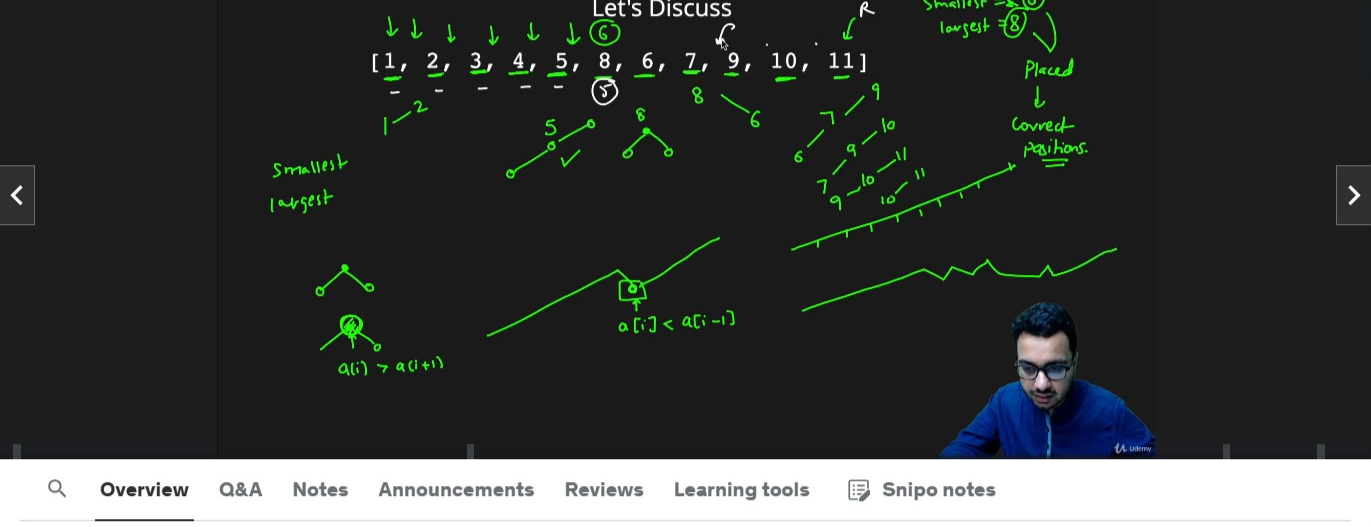 Let's Discuss
R
smallest = 6
largest = 8
6
[1, 2, 3, 4, 5, 8, 6, 7, 9, 10, 11]
5
Placed
Correct
positions.
1 2
5
8
8
6
6 7 9
7 9 10
9 10 11
10 11
smallest
largest
a[i] < a[i-1]
a(i) > a(i+1)
Udemy
Overview Q&A Notes Announcements Reviews Learning tools Snipo notes